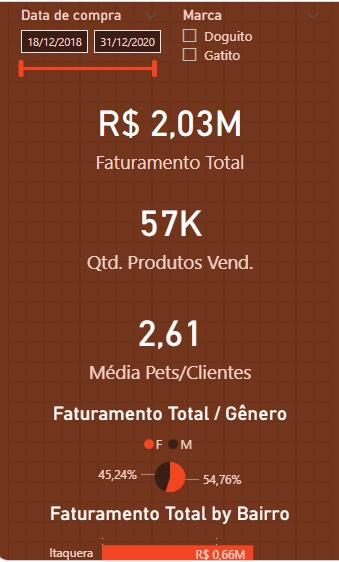 Data de compra
Marca
18/12/2018 31/12/2020
Doguito
Gatito
R$ 2,03M
Faturamento Total
57K
Qtd. Produtos Vend.
2,61
Média Pets/Clientes
Faturamento Total / Gênero
F M
45,24% 54,76%
Faturamento Total by Bairro
Itaquera R$ 0,66M